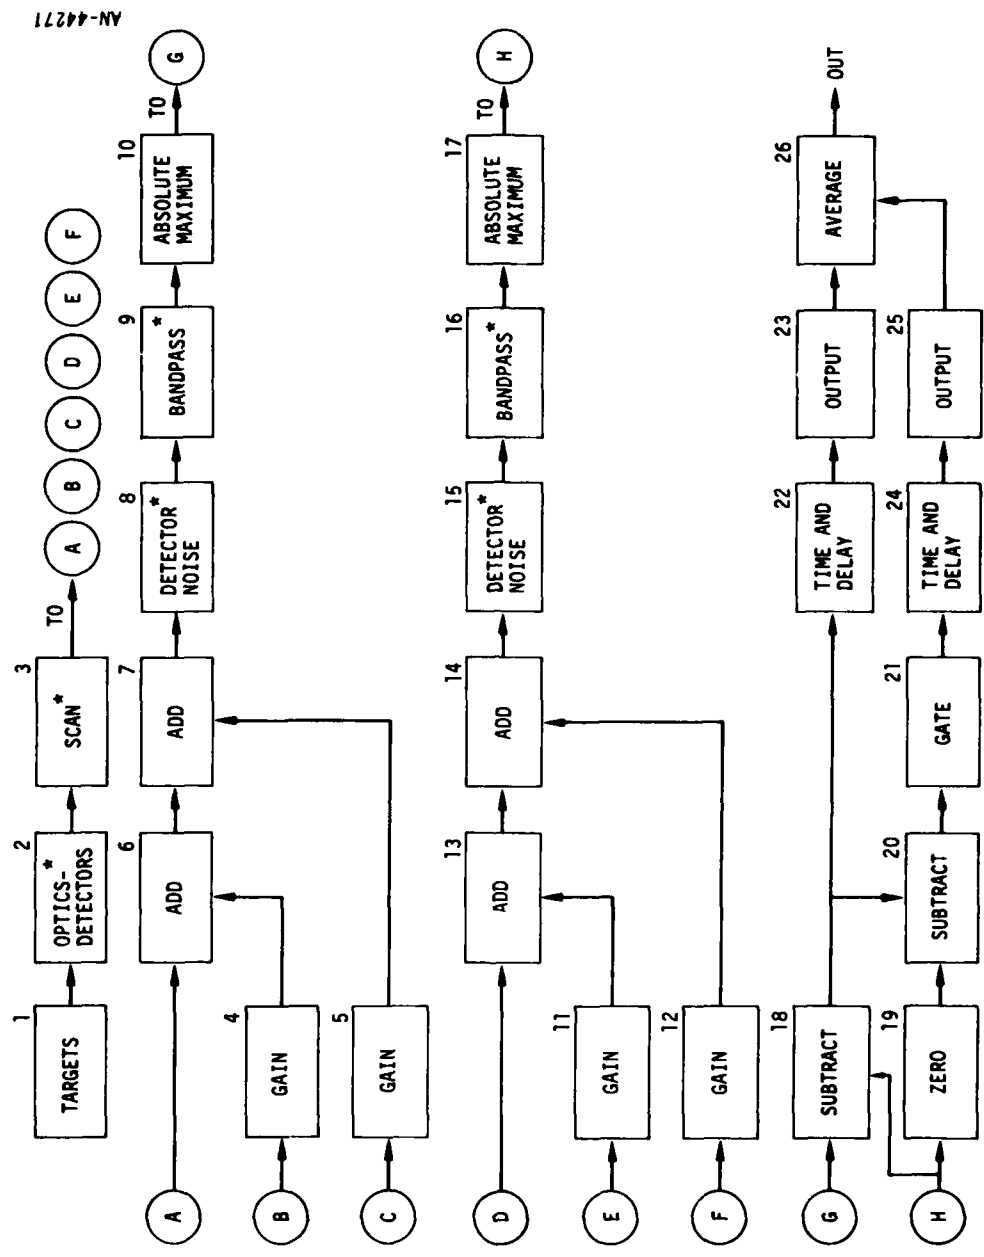 AN-44271
1
TARGETS
2
OPTICS-*
DETECTORS
3
SCAN*
TO
A
B
C
D
E
F
A
6
ADD
7
ADD
8
DETECTOR*
NOISE
9
BANDPASS*
10
ABSOLUTE
MAXIMUM
TO
G
B
4
GAIN
C
5
GAIN
D
13
ADD
14
ADD
15
DETECTOR*
NOISE
16
BANDPASS*
17
ABSOLUTE
MAXIMUM
TO
H
E
11
GAIN
F
12
GAIN
G
18
SUBTRACT
22
TIME AND
DELAY
23
OUTPUT
26
AVERAGE
OUT
H
19
ZERO
20
SUBTRACT
21
GATE
24
TIME AND
DELAY
25
OUTPUT